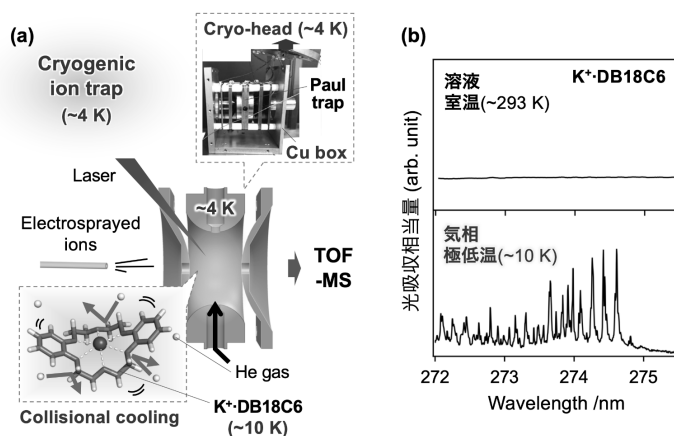 (a)
Cryogenic
ion trap
(~4 K)
Cryo-head (~4 K)
Paul
trap
Cu box
Laser
~4 K
Electrosprayed
ions
TOF
-MS
He gas
Collisional cooling
K⁺·DB18C6
(~10 K)
(b)
溶液
室温(~293 K)
K⁺·DB18C6
気相
極低温(~10 K)
光吸収相当量 (arb. unit)
272
273
274
275
Wavelength /nm